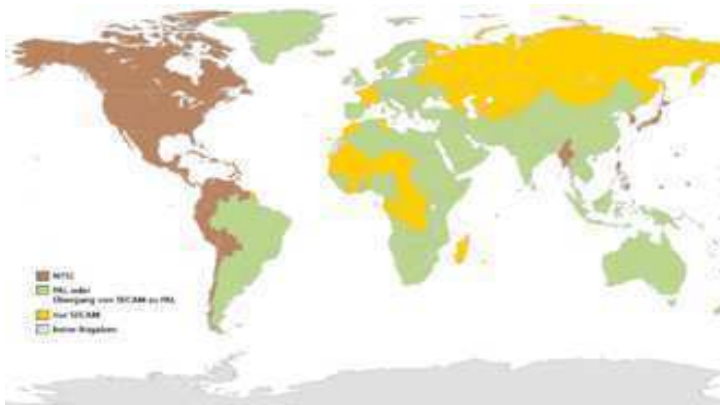 NTSC
PAL oder
Übergang von SECAM zu PAL
nur SECAM
keine Angaben